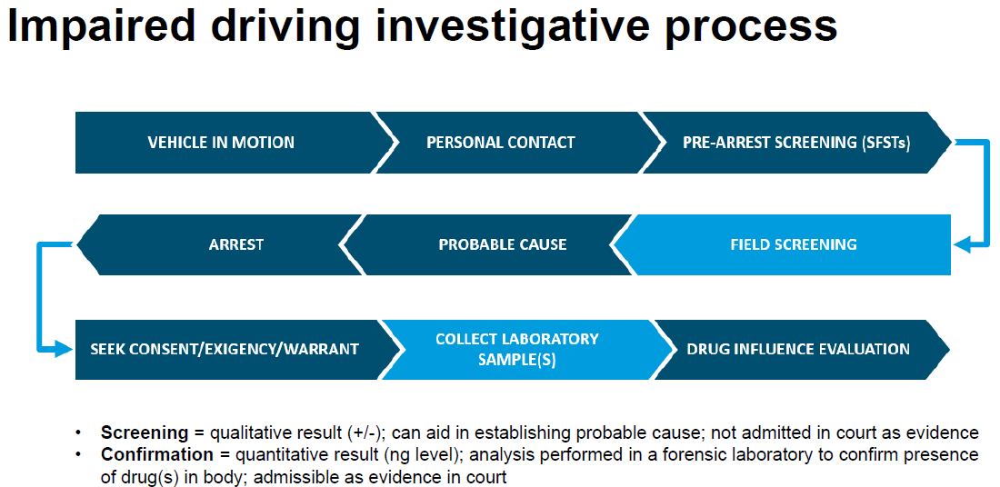 Impaired driving investigative process
VEHICLE IN MOTION
PERSONAL CONTACT
PRE-ARREST SCREENING (SFSTs)
FIELD SCREENING
PROBABLE CAUSE
ARREST
SEEK CONSENT/EXIGENCY/WARRANT
COLLECT LABORATORY
SAMPLE(S)
DRUG INFLUENCE EVALUATION
• Screening = qualitative result (+/-); can aid in establishing probable cause; not admitted in court as evidence
• Confirmation = quantitative result (ng level); analysis performed in a forensic laboratory to confirm presence
of drug(s) in body; admissible as evidence in court